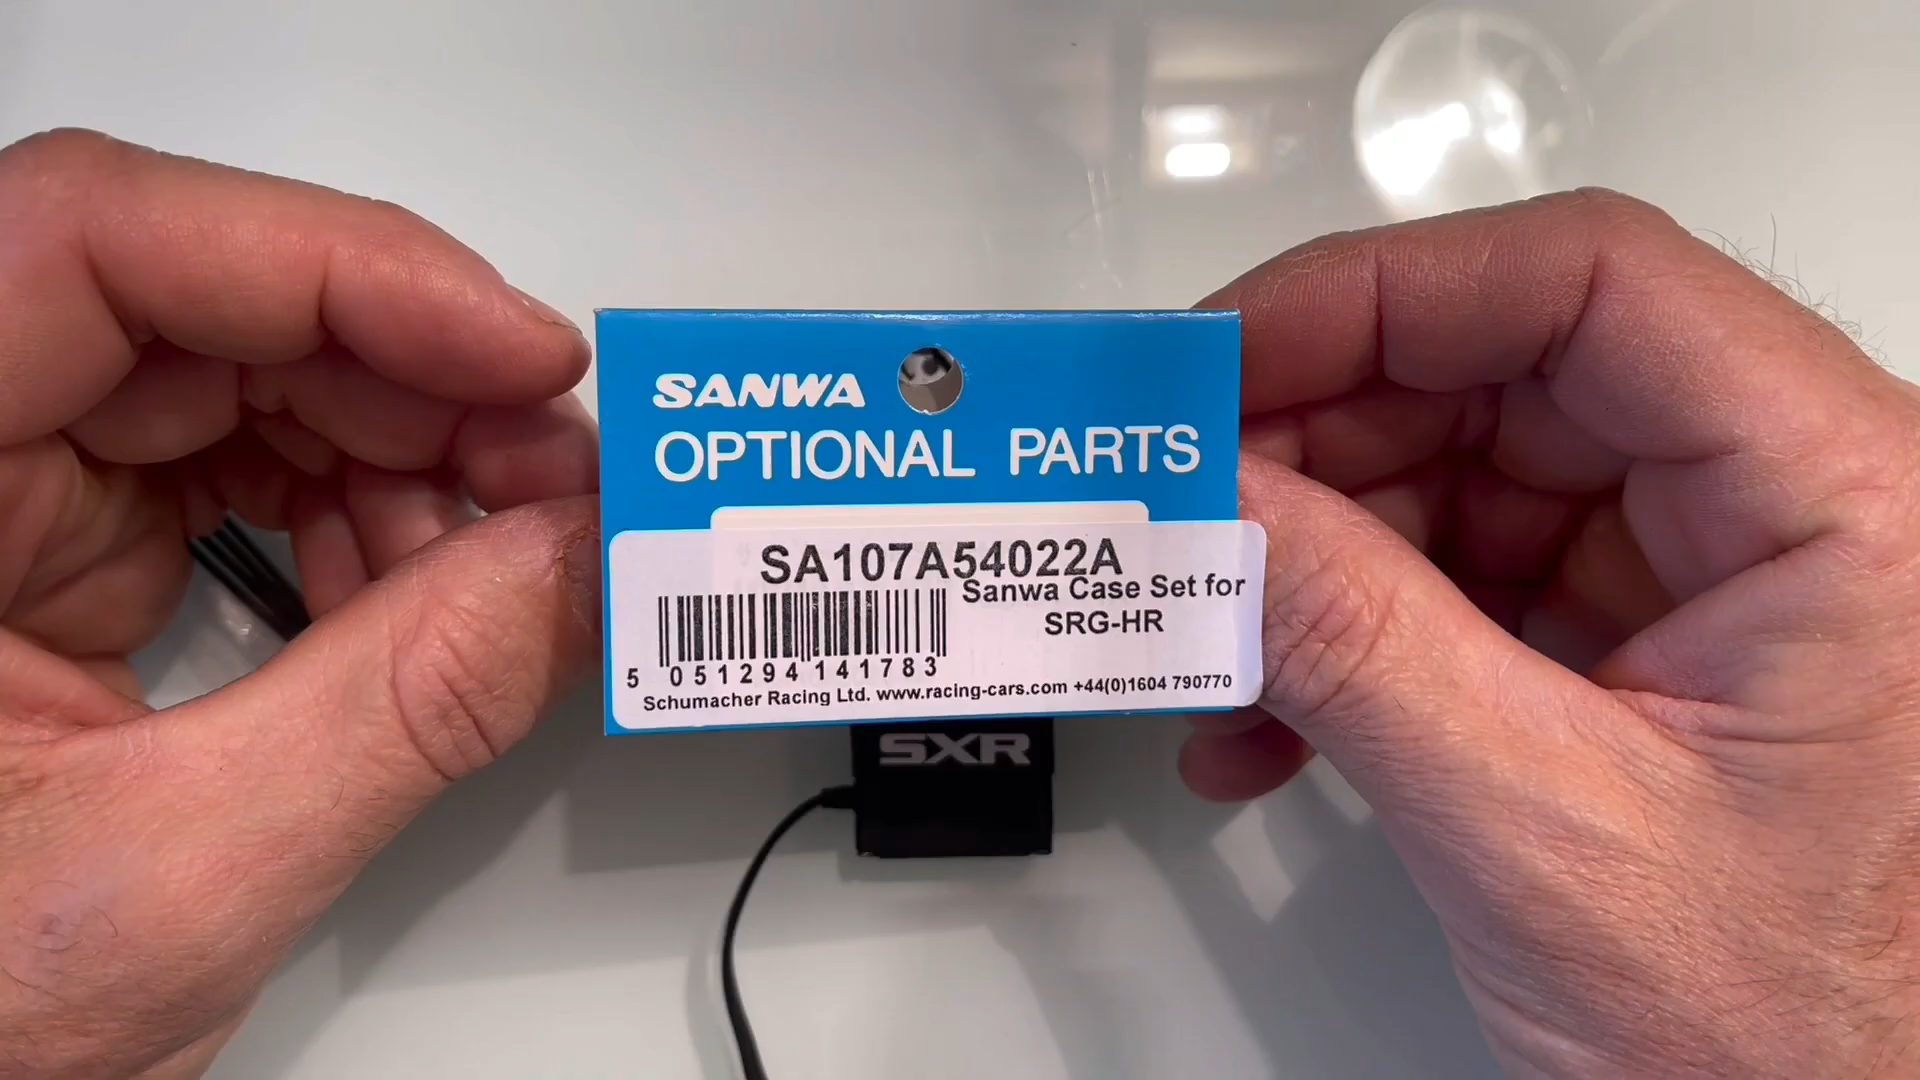 SANWA
OPTIONAL PARTS
SA107A54022A
Sanwa Case Set for
SRG-HR
5 051294 141783
Schumacher Racing Ltd. www.racing-cars.com +44(0)1604 790770
SXR